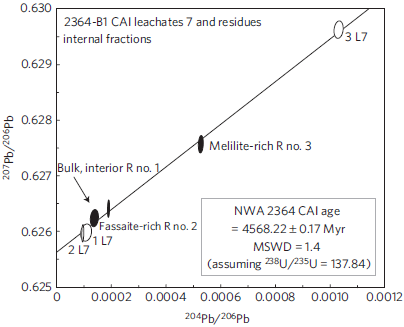 2364-B1 CAI leachates 7 and residues
internal fractions
0.630
0.629
0.628
0.627
0.626
0.625
²⁰⁷Pb/²⁰⁶Pb
3 L7
Melilite-rich R no. 3
Bulk, interior R no. 1
Fassaite-rich R no. 2
1 L7
2 L7
NWA 2364 CAI age
= 4568.22 ± 0.17 Myr
MSWD = 1.4
(assuming ²³⁸U/²³⁵U = 137.84)
0 0.0002 0.0004 0.0006 0.0008 0.0010 0.0012
²⁰⁴Pb/²⁰⁶Pb